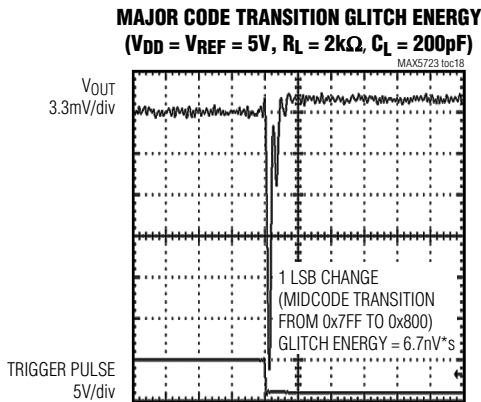 MAJOR CODE TRANSITION GLITCH ENERGY
(VDD = VREF = 5V, RL = 2kΩ, CL = 200pF)
MAX5723 toc18
VOUT
3.3mV/div
1 LSB CHANGE
(MIDCODE TRANSITION
FROM 0x7FF TO 0x800)
GLITCH ENERGY = 6.7nV*s
TRIGGER PULSE
5V/div